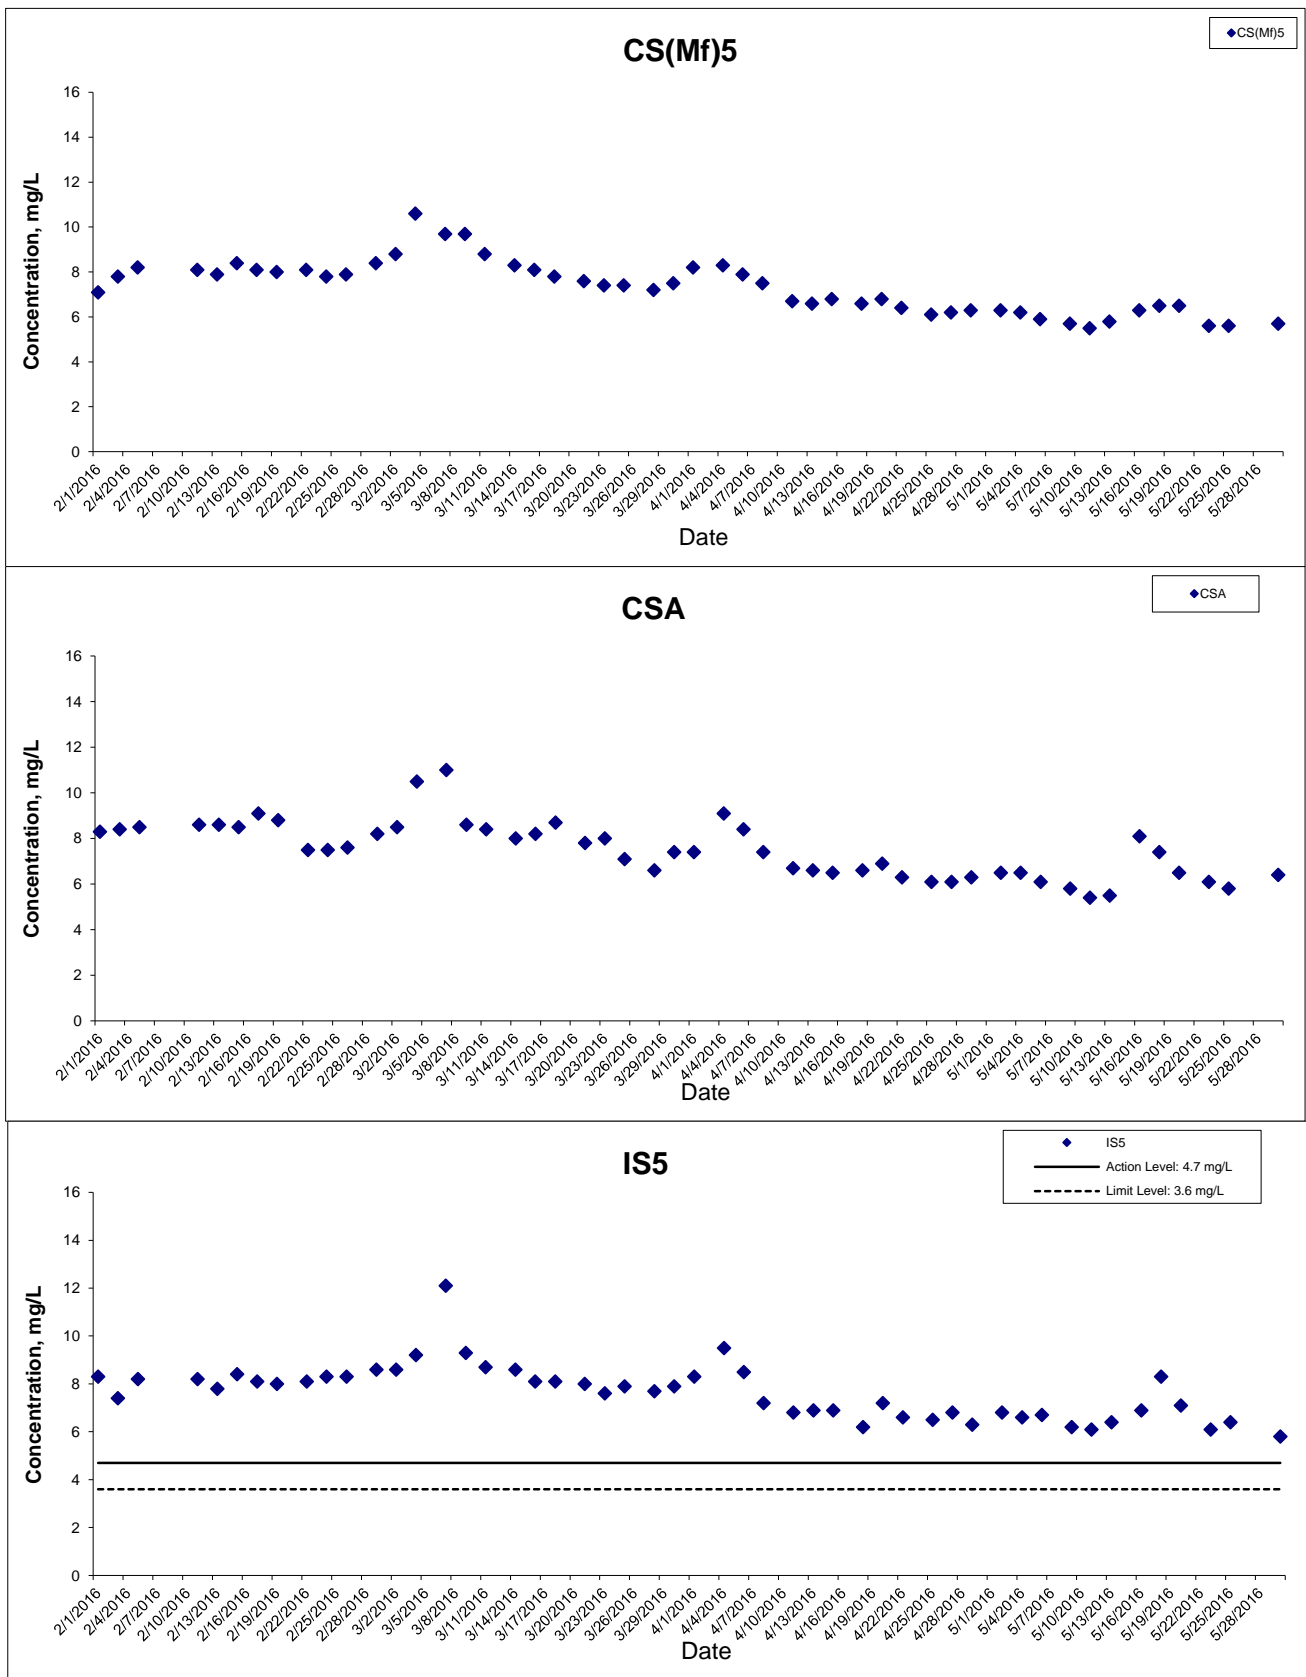 CS(Mf)5
CS(Mf)5
Concentration, mg/L
16
14
12
10
8
6
4
2
0
2/1/2016 2/4/2016 2/7/2016 2/10/2016 2/13/2016 2/16/2016 2/19/2016 2/22/2016 2/25/2016 2/28/2016 3/2/2016 3/5/2016 3/8/2016 3/11/2016 3/14/2016 3/17/2016 3/20/2016 3/23/2016 3/26/2016 3/29/2016 4/1/2016 4/4/2016 4/7/2016 4/10/2016 4/13/2016 4/16/2016 4/19/2016 4/22/2016 4/25/2016 4/28/2016 5/1/2016 5/4/2016 5/7/2016 5/10/2016 5/13/2016 5/16/2016 5/19/2016 5/22/2016 5/25/2016 5/28/2016
Date
CSA
CSA
Concentration, mg/L
16
14
12
10
8
6
4
2
0
2/1/2016 2/4/2016 2/7/2016 2/10/2016 2/13/2016 2/16/2016 2/19/2016 2/22/2016 2/25/2016 2/28/2016 3/2/2016 3/5/2016 3/8/2016 3/11/2016 3/14/2016 3/17/2016 3/20/2016 3/23/2016 3/26/2016 3/29/2016 4/1/2016 4/4/2016 4/7/2016 4/10/2016 4/13/2016 4/16/2016 4/19/2016 4/22/2016 4/25/2016 4/28/2016 5/1/2016 5/4/2016 5/7/2016 5/10/2016 5/13/2016 5/16/2016 5/19/2016 5/22/2016 5/25/2016 5/28/2016
Date
IS5
IS5
Action Level: 4.7 mg/L
Limit Level: 3.6 mg/L
Concentration, mg/L
16
14
12
10
8
6
4
2
0
2/1/2016 2/4/2016 2/7/2016 2/10/2016 2/13/2016 2/16/2016 2/19/2016 2/22/2016 2/25/2016 2/28/2016 3/2/2016 3/5/2016 3/8/2016 3/11/2016 3/14/2016 3/17/2016 3/20/2016 3/23/2016 3/26/2016 3/29/2016 4/1/2016 4/4/2016 4/7/2016 4/10/2016 4/13/2016 4/16/2016 4/19/2016 4/22/2016 4/25/2016 4/28/2016 5/1/2016 5/4/2016 5/7/2016 5/10/2016 5/13/2016 5/16/2016 5/19/2016 5/22/2016 5/25/2016 5/28/2016
Date